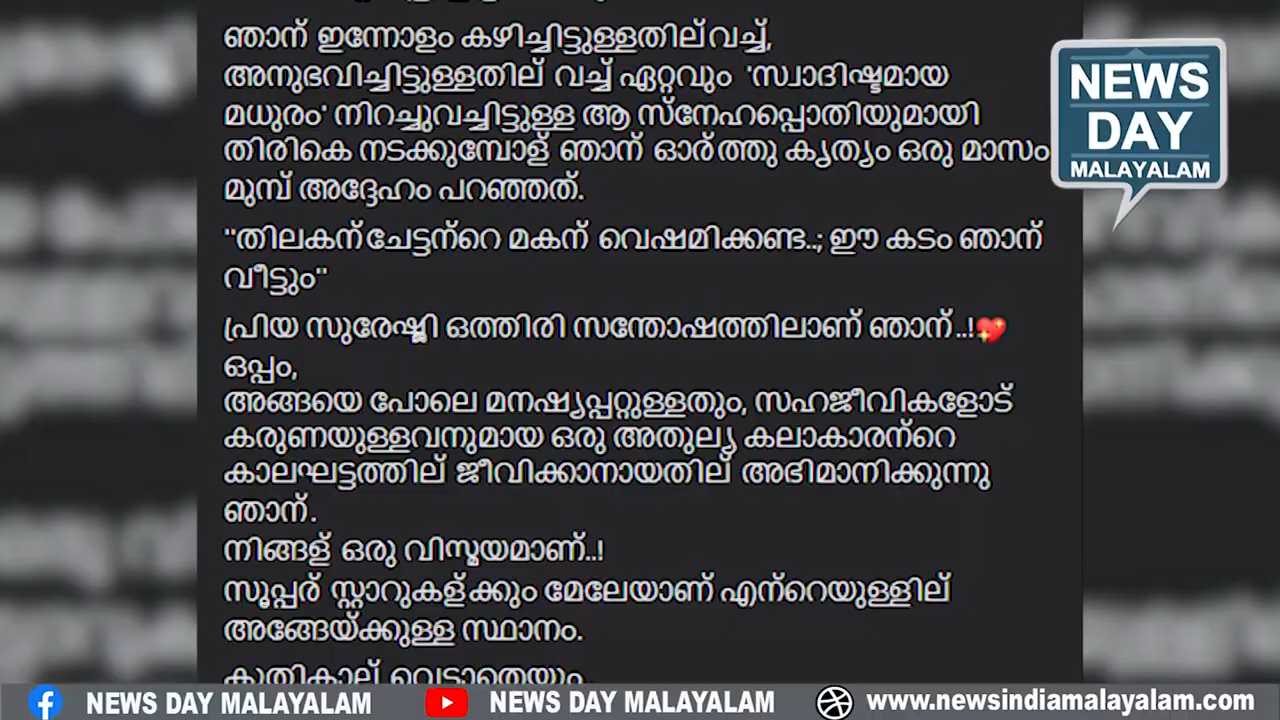 ഞാന് ഇന്നോളം കഴിച്ചിട്ടുള്ളതില് വച്ച്,
അനുഭവിച്ചിട്ടുള്ളതില് വച്ച് ഏറ്റവും 'സ്വാദിഷ്ടമായ
മധുരം' നിറച്ചുവച്ചിട്ടുള്ള ആ സ്നേഹപ്പൊതിയുമായി
തിരികെ നടക്കുമ്പോള് ഞാന് ഓര്ത്തു കൃത്യം ഒരു മാസം
മുമ്പ് അദ്ദേഹം പറഞ്ഞത്.
"തിലകന്ചേട്ടന്റെ മകന് വെഷമിക്കണ്ട..; ഈ കടം ഞാന്
വീട്ടും"
പ്രിയ സുരേഷ്ജി ഒത്തിരി സന്തോഷത്തിലാണ് ഞാന്..!💖
ഒപ്പം,
അങ്ങയെ പോലെ മനഷ്യപ്പറ്റുള്ളതും, സഹജീവികളോട്
കരുണയുള്ളവനുമായ ഒരു അതുല്യ കലാകാരന്റെ
കാലഘട്ടത്തില് ജീവിക്കാനായതില് അഭിമാനിക്കുന്നു
ഞാന്.
നിങ്ങള് ഒരു വിസ്മയമാണ്..!
സൂപ്പര് സ്റ്റാറുകള്ക്കും മേലേയാണ് എന്റെയുള്ളില്
അങ്ങേയ്ക്കുള്ള സ്ഥാനം.
NEWS
DAY
MALAYALAM
NEWS DAY MALAYALAM
NEWS DAY MALAYALAM
www.newsindiamalayalam.com